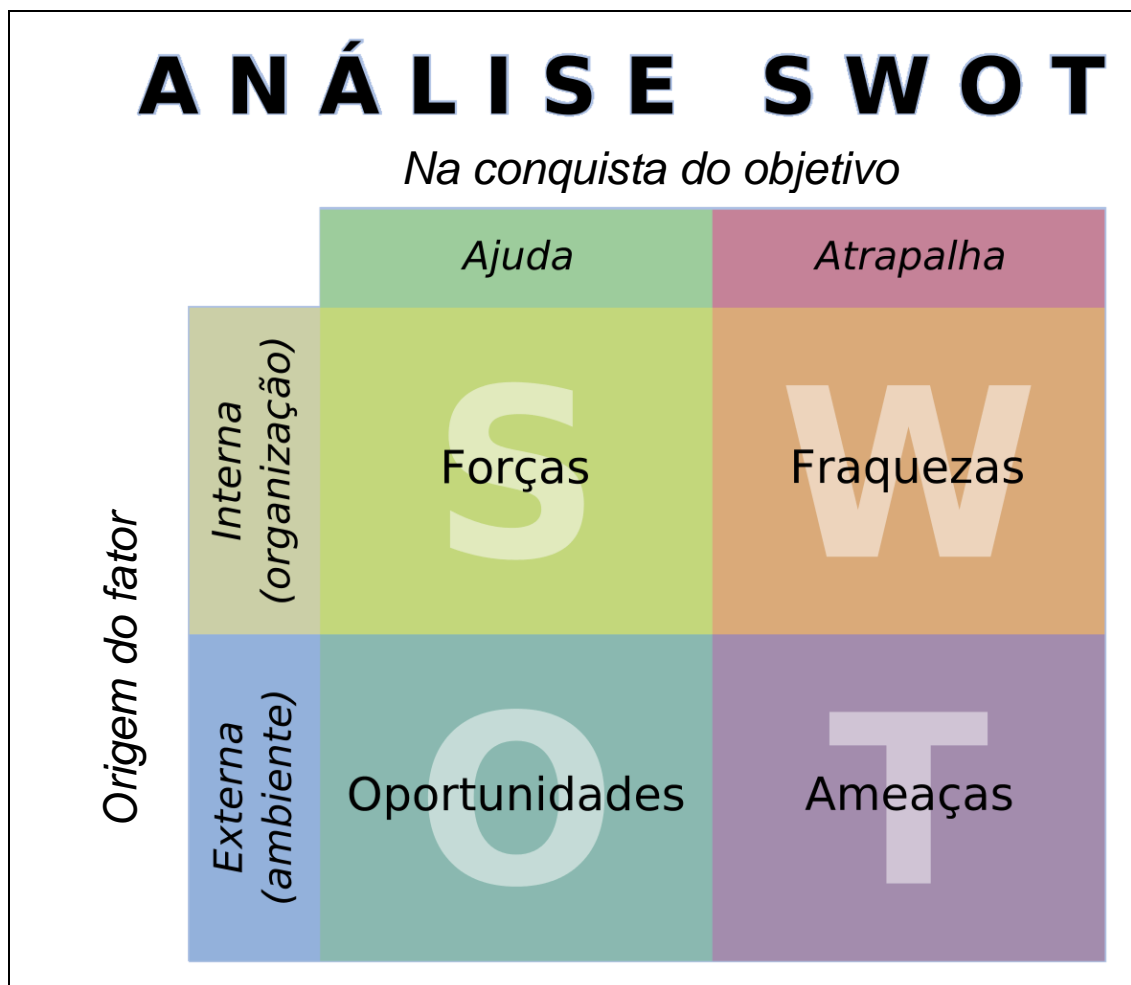 ANÁLISE SWOT
Na conquista do objetivo
Ajuda
Atrapalha
Origem do fator
Interna
(organização)
S
Forças
W
Fraquezas
Externa
(ambiente)
O
Oportunidades
T
Ameaças